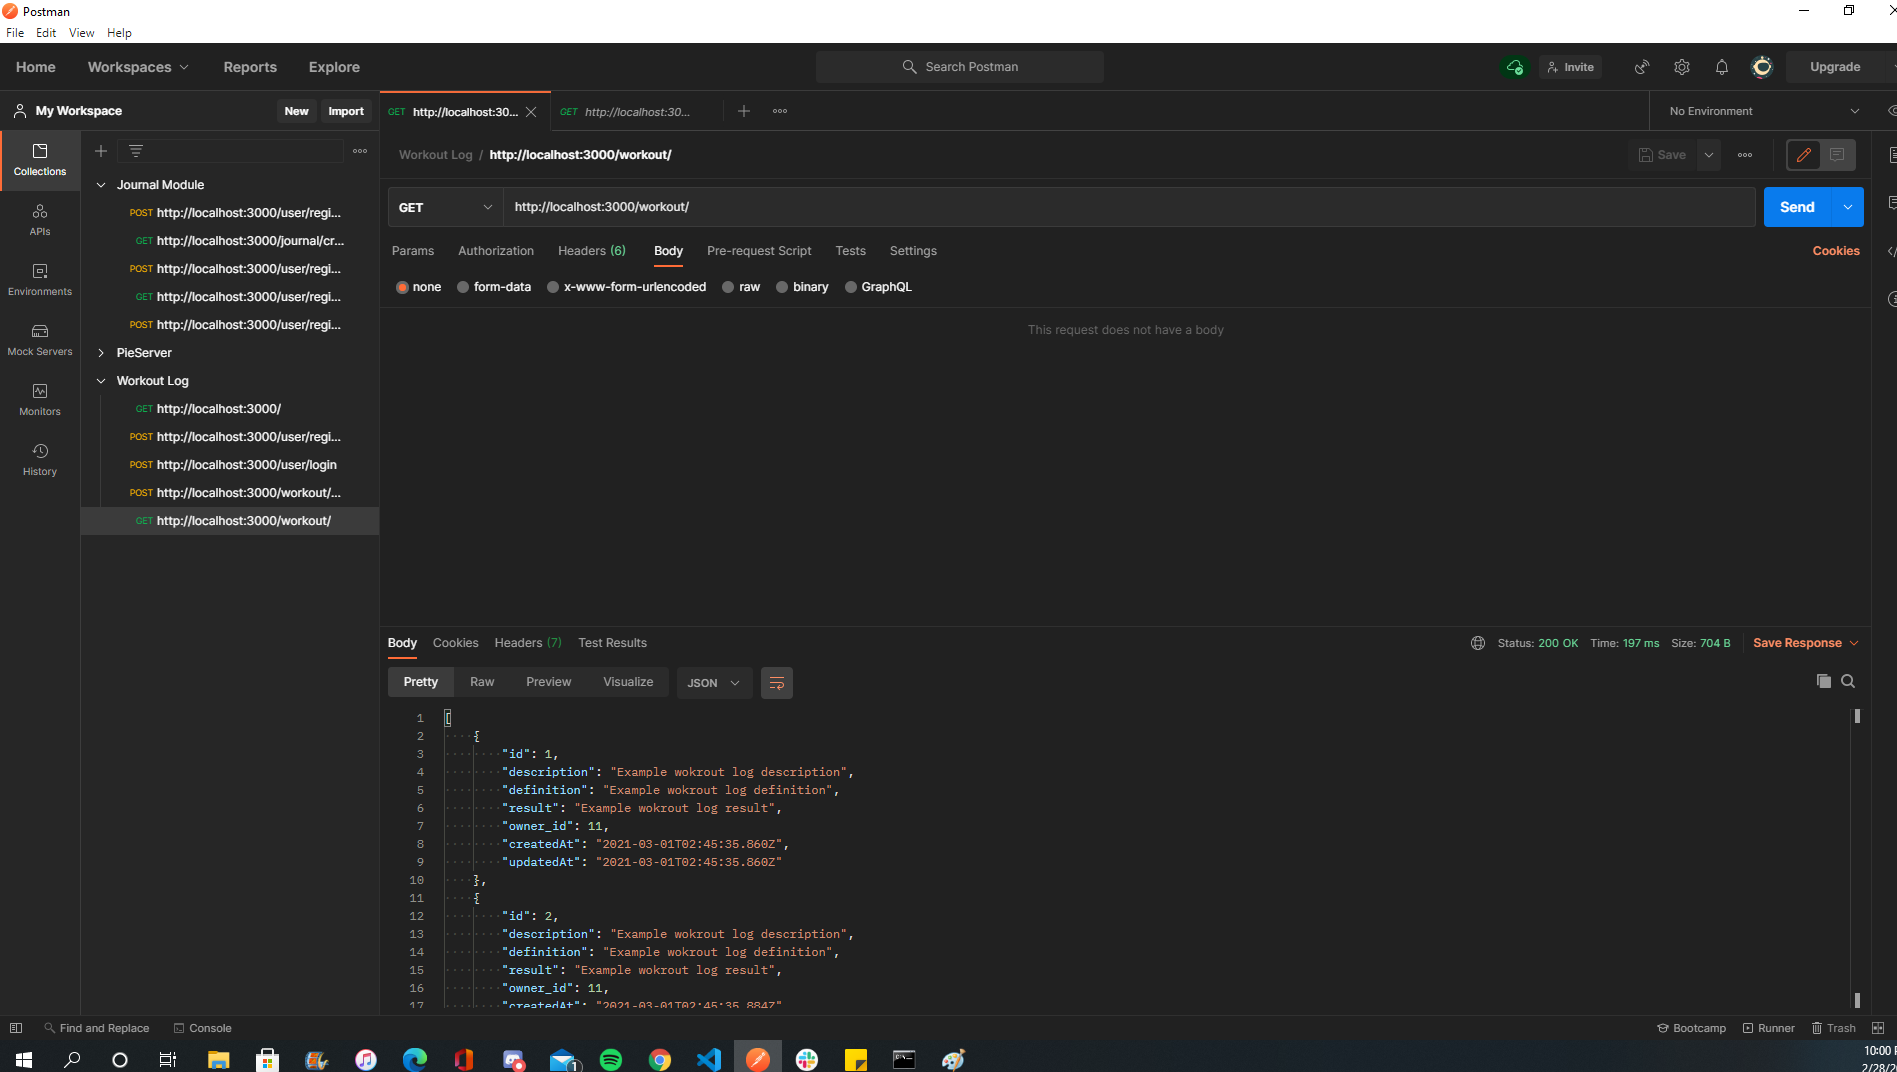 Postman
File Edit View Help
Home Workspaces Reports Explore Search Postman Invite Upgrade
My Workspace New Import GET http://localhost:30... GET http://localhost:30... No Environment
Workout Log / http://localhost:3000/workout/ Save
GET http://localhost:3000/workout/ Send
Params Authorization Headers (6) Body Pre-request Script Tests Settings Cookies
none form-data x-www-form-urlencoded raw binary GraphQL
This request does not have a body
Collections
APIs
Environments
Mock Servers
Monitors
History
Journal Module
POST http://localhost:3000/user/regi...
GET http://localhost:3000/journal/cr...
POST http://localhost:3000/user/regi...
GET http://localhost:3000/user/regi...
POST http://localhost:3000/user/regi...
PieServer
Workout Log
GET http://localhost:3000/
POST http://localhost:3000/user/regi...
POST http://localhost:3000/user/login
POST http://localhost:3000/workout/...
GET http://localhost:3000/workout/
Body Cookies Headers (7) Test Results Status: 200 OK Time: 197 ms Size: 704 B Save Response
Pretty Raw Preview Visualize JSON
1 [
2 {
3 "id": 1,
4 "description": "Example wokrout log description",
5 "definition": "Example wokrout log definition",
6 "result": "Example wokrout log result",
7 "owner_id": 11,
8 "createdAt": "2021-03-01T02:45:35.860Z",
9 "updatedAt": "2021-03-01T02:45:35.860Z"
10 },
11 {
12 "id": 2,
13 "description": "Example wokrout log description",
14 "definition": "Example wokrout log definition",
15 "result": "Example wokrout log result",
16 "owner_id": 11,
17 "createdAt": "2021-03-01T02:45:35.884Z"
Find and Replace Console Bootcamp Runner Trash
1
10:00
2/28/2